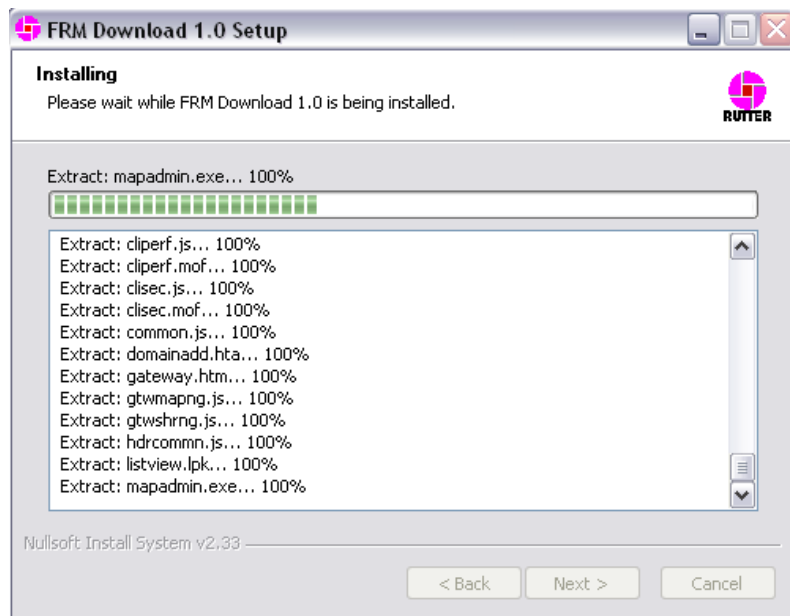 FRM Download 1.0 Setup
Installing
Please wait while FRM Download 1.0 is being installed.
RUTTER
Extract: mapadmin.exe... 100%
Extract: cliperf.js... 100%
Extract: cliperf.mof... 100%
Extract: clisec.js... 100%
Extract: clisec.mof... 100%
Extract: common.js... 100%
Extract: domainadd.hta... 100%
Extract: gateway.htm... 100%
Extract: gtwmapng.js... 100%
Extract: gtwshrng.js... 100%
Extract: hdrcommn.js... 100%
Extract: listview.lpk... 100%
Extract: mapadmin.exe... 100%
Nullsoft Install System v2.33
< Back Next > Cancel